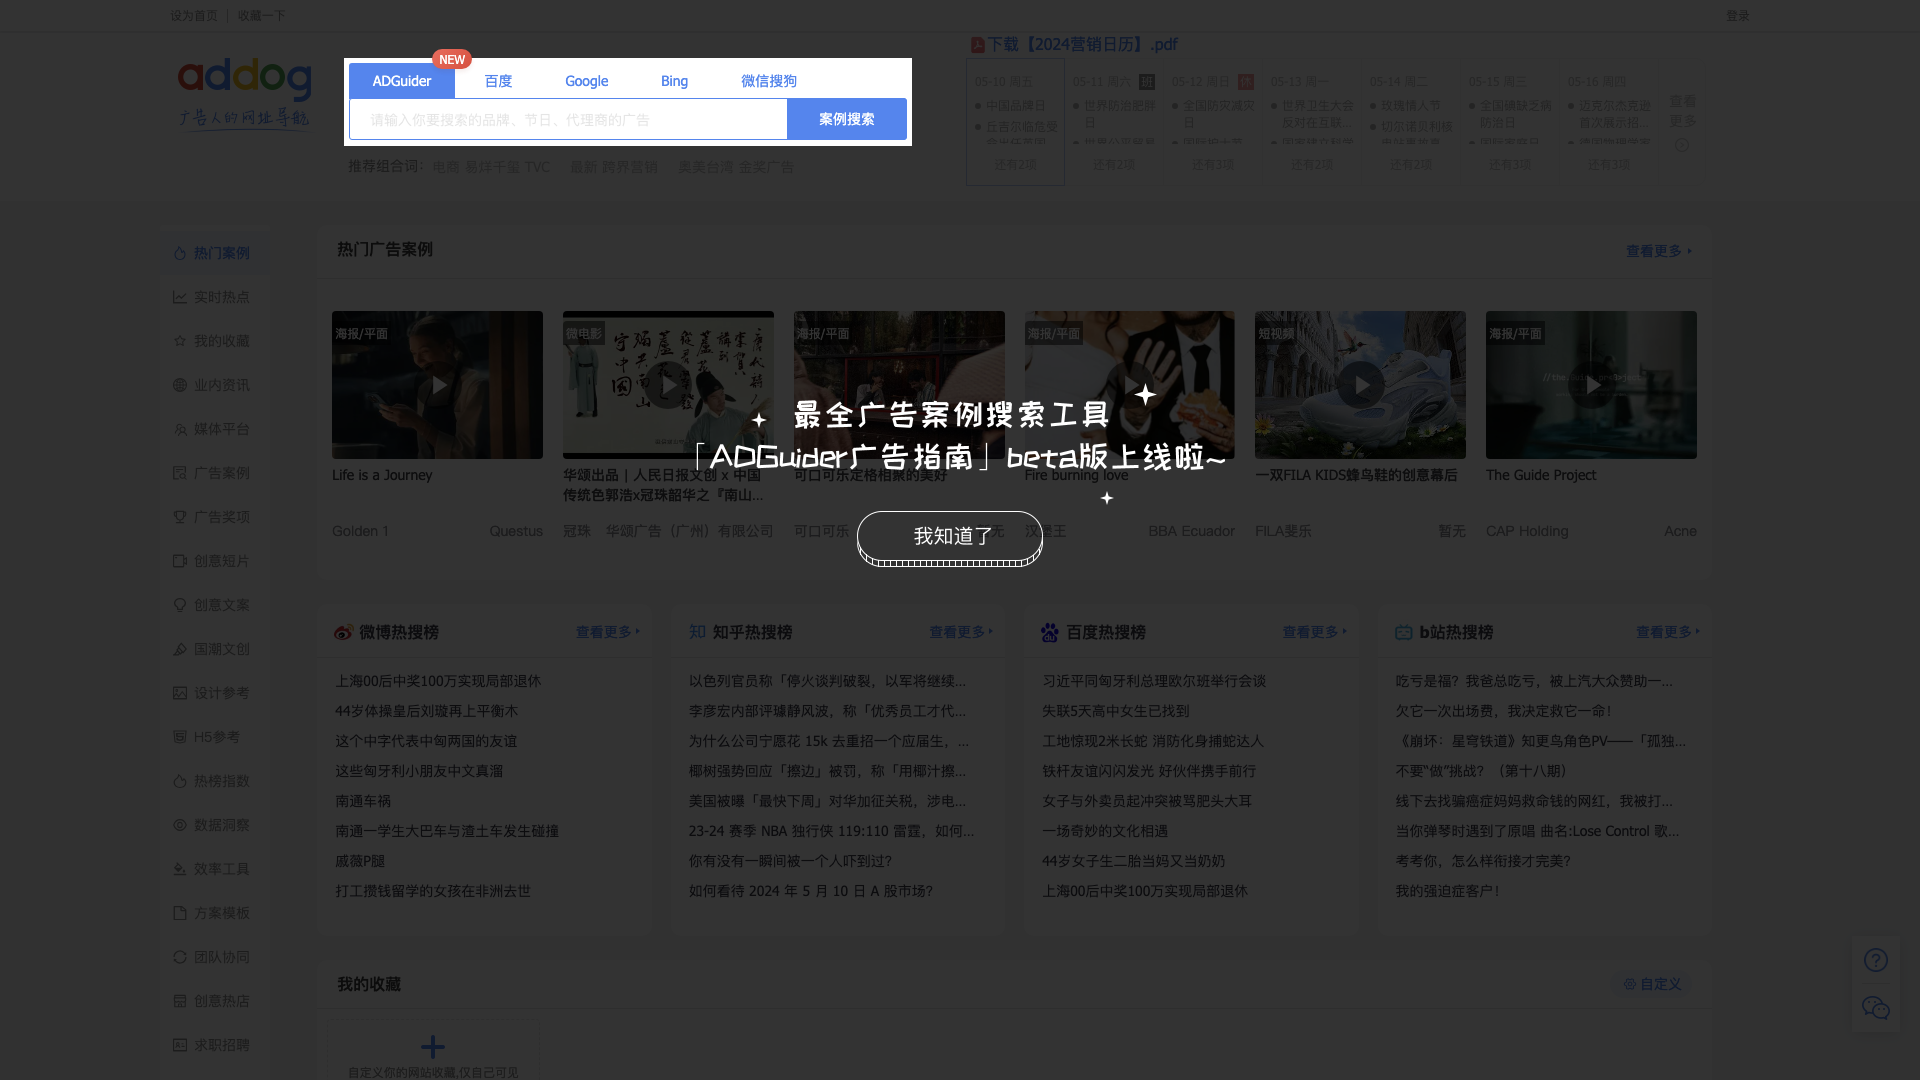 设为首页
收藏一下
登录
addog
广告人的网址导航
NEW
ADGuider
百度
Google
Bing
微信搜狗
请输入你要搜索的品牌、节日、代理商的广告
案例搜索
推荐组合词：
电商 易烊千玺 TVC
最新 跨界营销
奥美台湾 金奖广告
下载【2024营销日历】.pdf
05-10 周五
中国品牌日
丘吉尔临危受
还有2项
05-11 周六
班
世界防治肥胖
日
还有2项
05-12 周日
休
全国防灾减灾
日
还有3项
05-13 周一
世界卫生大会
反对在互联...
还有2项
05-14 周二
玫瑰情人节
切尔诺贝利核
还有2项
05-15 周三
全国碘缺乏病
防治日
还有3项
05-16 周四
迈克尔杰克逊
首次展示招...
还有3项
查看
更多
热门案例
实时热点
我的收藏
业内资讯
媒体平台
广告案例
广告奖项
创意短片
创意文案
国潮文创
设计参考
H5参考
热榜指数
数据洞察
效率工具
方案模板
团队协同
创意热店
求职招聘
热门广告案例
查看更多
海报/平面
Life is a Journey
Golden 1
Questus
微电影
华颂出品 | 人民日报文创 x 中国
传统色郭浩x冠珠韶华之『南山...
冠珠
华颂广告（广州）有限公司
海报/平面
可口可乐定格相聚的美好
可口可乐
暂无
海报/平面
Fire burning love
汉堡王
BBA Ecuador
短视频
一双FILA KIDS蜂鸟鞋的创意幕后
FILA斐乐
暂无
海报/平面
//the.Guide.project
The Guide Project
CAP Holding
Acne
最全广告案例搜索工具
「ADGuider广告指南」beta版上线啦~
我知道了
微博热搜榜
查看更多
上海00后中奖100万实现局部退休
44岁体操皇后刘璇再上平衡木
这个中字代表中匈两国的友谊
这些匈牙利小朋友中文真溜
南通车祸
南通一学生大巴车与渣土车发生碰撞
戚薇P腿
打工攒钱留学的女孩在非洲去世
知
知乎热搜榜
查看更多
以色列官员称「停火谈判破裂，以军将继续...
李彦宏内部评璩静风波，称「优秀员工才代...
为什么公司宁愿花 15k 去重招一个应届生，...
椰树强势回应「擦边」被罚，称「用椰汁擦...
美国被曝「最快下周」对华加征关税，涉电...
23-24 赛季 NBA 独行侠 119:110 雷霆，如何...
你有没有一瞬间被一个人吓到过？
如何看待 2024 年 5 月 10 日 A 股市场？
百度热搜榜
查看更多
习近平同匈牙利总理欧尔班举行会谈
失联5天高中女生已找到
工地惊现2米长蛇 消防化身捕蛇达人
铁杆友谊闪闪发光 好伙伴携手前行
女子与外卖员起冲突被骂肥头大耳
一场奇妙的文化相遇
44岁女子生二胎当妈又当奶奶
上海00后中奖100万实现局部退休
b站热搜榜
查看更多
吃亏是福？我爸总吃亏，被上汽大众赞助一...
欠它一次出场费，我决定救它一命！
《崩坏：星穹铁道》知更鸟角色PV——「孤独...
不要“做”挑战？（第十八期）
线下去找骗癌症妈妈救命钱的网红，我被打...
当你弹琴时遇到了原唱 曲名:Lose Control 歌...
考考你，怎么样衔接才完美？
我的强迫症客户！
我的收藏
自定义
自定义你的网站收藏,仅自己可见